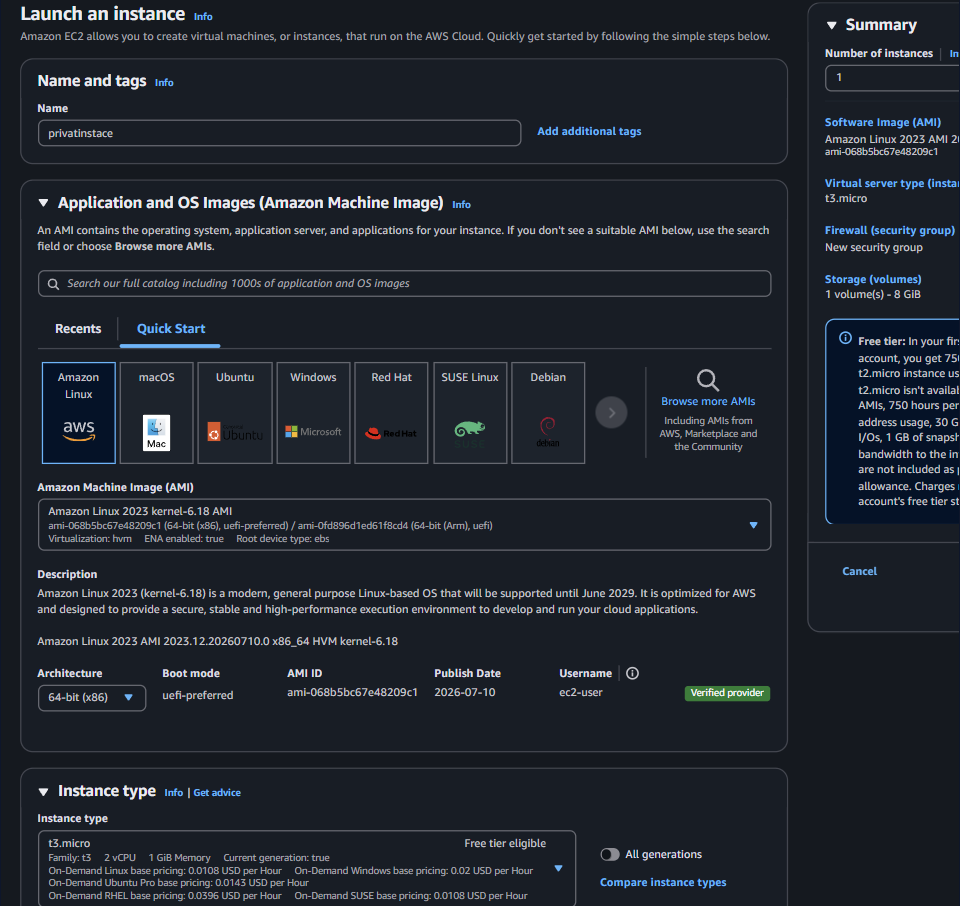 Launch an instance Info
Amazon EC2 allows you to create virtual machines, or instances, that run on the AWS Cloud. Quickly get started by following the simple steps below.
Name and tags Info
Name
privatinstace
Add additional tags
Application and OS Images (Amazon Machine Image) Info
An AMI contains the operating system, application server, and applications for your instance. If you don't see a suitable AMI below, use the search
field or choose Browse more AMIs.
Search our full catalog including 1000s of application and OS images
Recents
Quick Start
Amazon
Linux
aws
macOS
Mac
Ubuntu
Ubuntu
Windows
Microsoft
Red Hat
Red Hat
SUSE Linux
Debian
debian
Browse more AMIs
Including AMIs from
AWS, Marketplace and
the Community
Amazon Machine Image (AMI)
Amazon Linux 2023 kernel-6.18 AMI
ami-068b5bc67e48209c1 (64-bit (x86), uefi-preferred) / ami-0fd896d1ed61f8cd4 (64-bit (Arm), uefi)
Virtualization: hvm ENA enabled: true Root device type: ebs
Description
Amazon Linux 2023 (kernel-6.18) is a modern, general purpose Linux-based OS that will be supported until June 2029. It is optimized for AWS
and designed to provide a secure, stable and high-performance execution environment to develop and run your cloud applications.
Amazon Linux 2023 AMI 2023.12.20260710.0 x86_64 HVM kernel-6.18
Architecture
64-bit (x86)
Boot mode
uefi-preferred
AMI ID
ami-068b5bc67e48209c1
Publish Date
2026-07-10
Username
ec2-user
Verified provider
Instance type Info | Get advice
Instance type
t3.micro
Free tier eligible
Family: t3 2 vCPU 1 GiB Memory Current generation: true
On-Demand Linux base pricing: 0.0108 USD per Hour On-Demand Windows base pricing: 0.02 USD per Hour
On-Demand Ubuntu Pro base pricing: 0.0143 USD per Hour
On-Demand RHEL base pricing: 0.0396 USD per Hour On-Demand SUSE base pricing: 0.0108 USD per Hour
All generations
Compare instance types
Summary
Number of instances | In
1
Software Image (AMI)
Amazon Linux 2023 AMI 2
ami-068b5bc67e48209c1
Virtual server type (insta
t3.micro
Firewall (security group)
New security group
Storage (volumes)
1 volume(s) - 8 GiB
Free tier: In your firs
account, you get 750
t2.micro instance us
t2.micro isn't availa
AMIs, 750 hours per
address usage, 30 G
I/Os, 1 GB of snapsh
bandwidth to the in
are not included as p
allowance. Charges
account's free tier st
Cancel